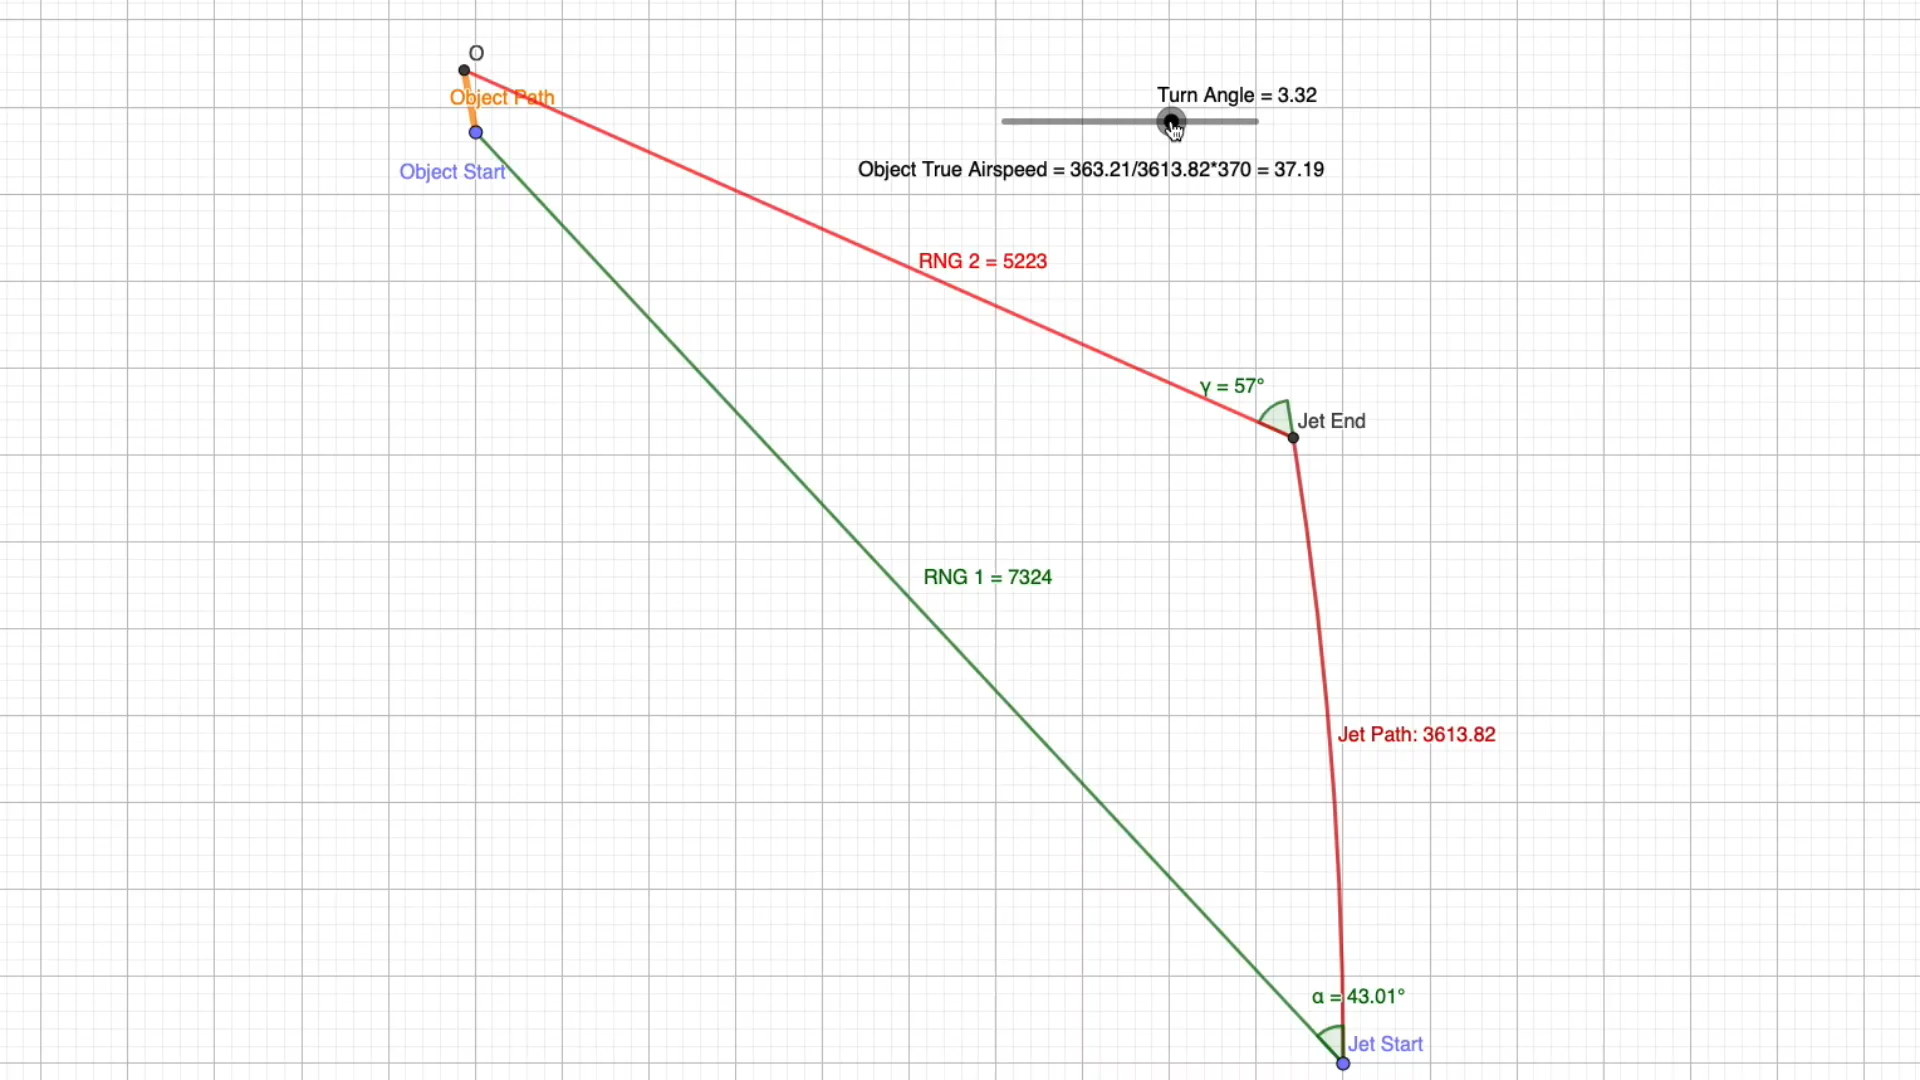 O
Object Path
Turn Angle = 3.32
Object Start
Object True Airspeed = 363.21/3613.82*370 = 37.19
RNG 2 = 5223
γ = 57°
Jet End
RNG 1 = 7324
Jet Path: 3613.82
α = 43.01°
Jet Start